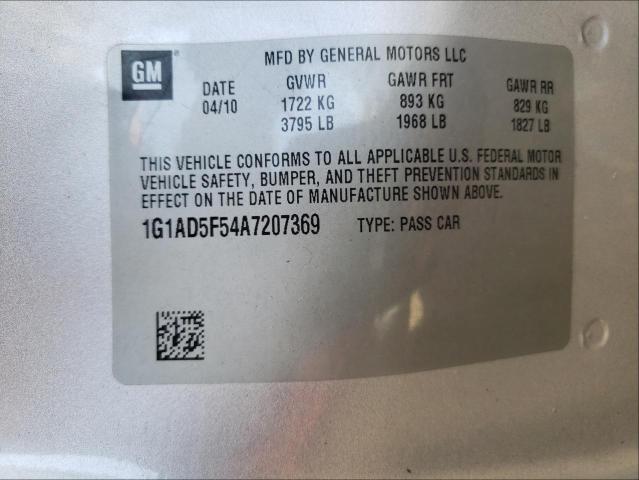 GM
MFD BY GENERAL MOTORS LLC
DATE GVWR GAWR FRT GAWR RR
04/10 1722 KG 893 KG 829 KG
3795 LB 1968 LB 1827 LB
THIS VEHICLE CONFORMS TO ALL APPLICABLE U.S. FEDERAL MOTOR
VEHICLE SAFETY, BUMPER, AND THEFT PREVENTION STANDARDS IN
EFFECT ON THE DATE OF MANUFACTURE SHOWN ABOVE.
1G1AD5F54A7207369 TYPE: PASS CAR